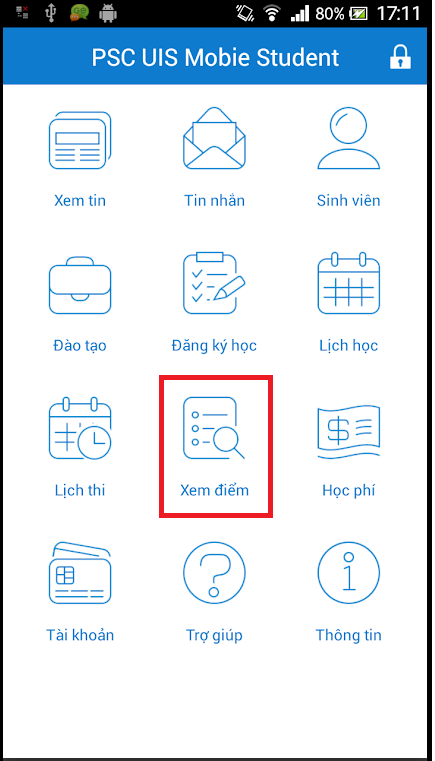 80% 17:11
PSC UIS Mobie Student
Xem tin Tin nhắn Sinh viên
Đào tạo Đăng ký học Lịch học
Lịch thi Xem điểm Học phí
Tài khoản Trợ giúp Thông tin